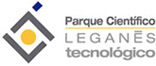 Parque Científico
LEGANÉS
tecnológico